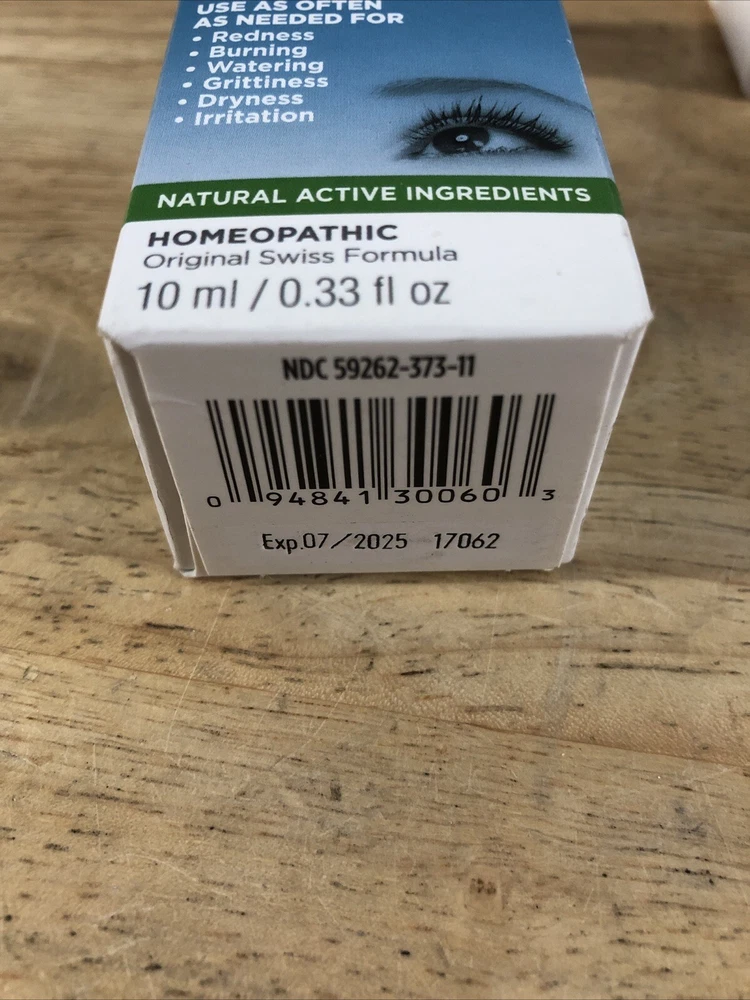 USE AS OFTEN
AS NEEDED FOR
• Redness
• Burning
• Watering
• Grittiness
• Dryness
• Irritation
NATURAL ACTIVE INGREDIENTS
HOMEOPATHIC
Original Swiss Formula
10 ml / 0.33 fl oz
NDC 59262-373-11
0 94841 30060 3
Exp.07/2025 17062